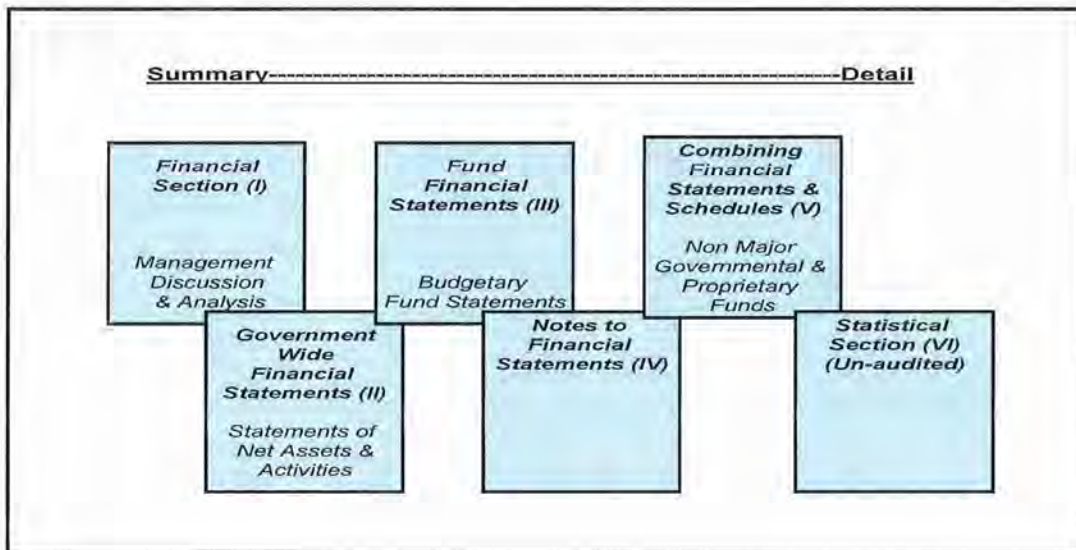 Summary------------------------------------------------------------Detail
Financial
Section (I)
Management
Discussion
& Analysis
Government
Wide
Financial
Statements (II)
Statements of
Net Assets &
Activities
Fund
Financial
Statements (III)
Budgetary
Fund Statements
Notes to
Financial
Statements (IV)
Combining
Financial
Statements &
Schedules (V)
Non Major
Governmental &
Proprietary
Funds
Statistical
Section (VI)
(Un-audited)